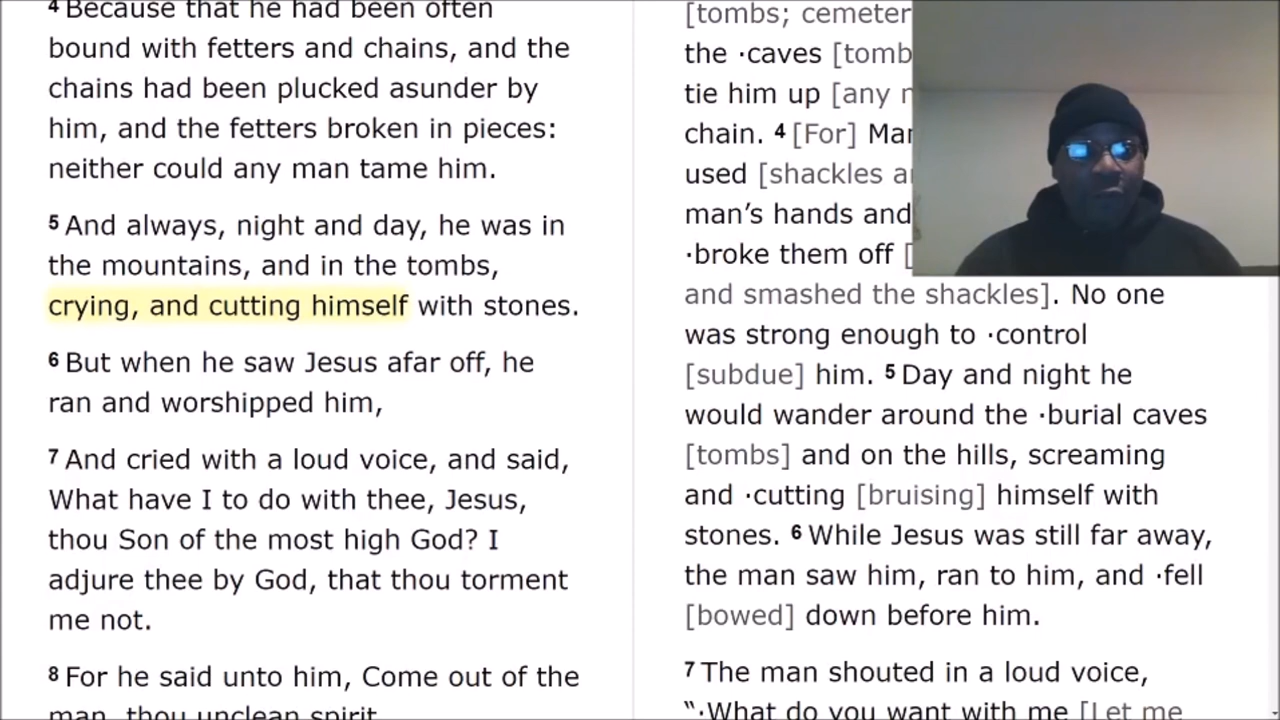 4 Because that he had been often
bound with fetters and chains, and the
chains had been plucked asunder by
him, and the fetters broken in pieces:
neither could any man tame him.
5 And always, night and day, he was in
the mountains, and in the tombs,
crying, and cutting himself with stones.
6 But when he saw Jesus afar off, he
ran and worshipped him,
7 And cried with a loud voice, and said,
What have I to do with thee, Jesus,
thou Son of the most high God? I
adjure thee by God, that thou torment
me not.
8 For he said unto him, Come out of the
man, thou unclean spirit
[tombs; cemeter
the ·caves [tomb
tie him up [any
chain. 4 [For]
used [shackles
man’s hands and
·broke them off [
and smashed the shackles]. No one
was strong enough to ·control
[subdue] him. 5 Day and night he
would wander around the ·burial caves
[tombs] and on the hills, screaming
and ·cutting [bruising] himself with
stones. 6 While Jesus was still far away,
the man saw him, ran to him, and ·fell
[bowed] down before him.
7 The man shouted in a loud voice,
“·What do you want with me [Let me